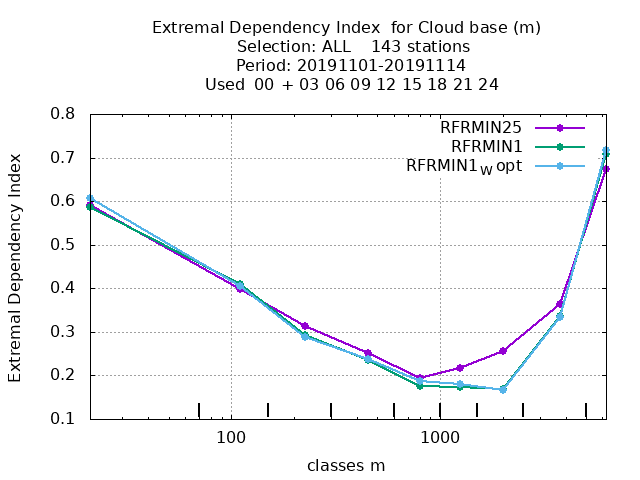 Extremal Dependency Index  for Cloud base (m)
Selection: ALL    143 stations
Period: 20191101-20191114
Used  00 + 03 06 09 12 15 18 21 24
RFRMIN25
RFRMIN1
RFRMIN1W opt
Extremal Dependency Index
0.8
0.7
0.6
0.5
0.4
0.3
0.2
0.1
100
1000
classes m